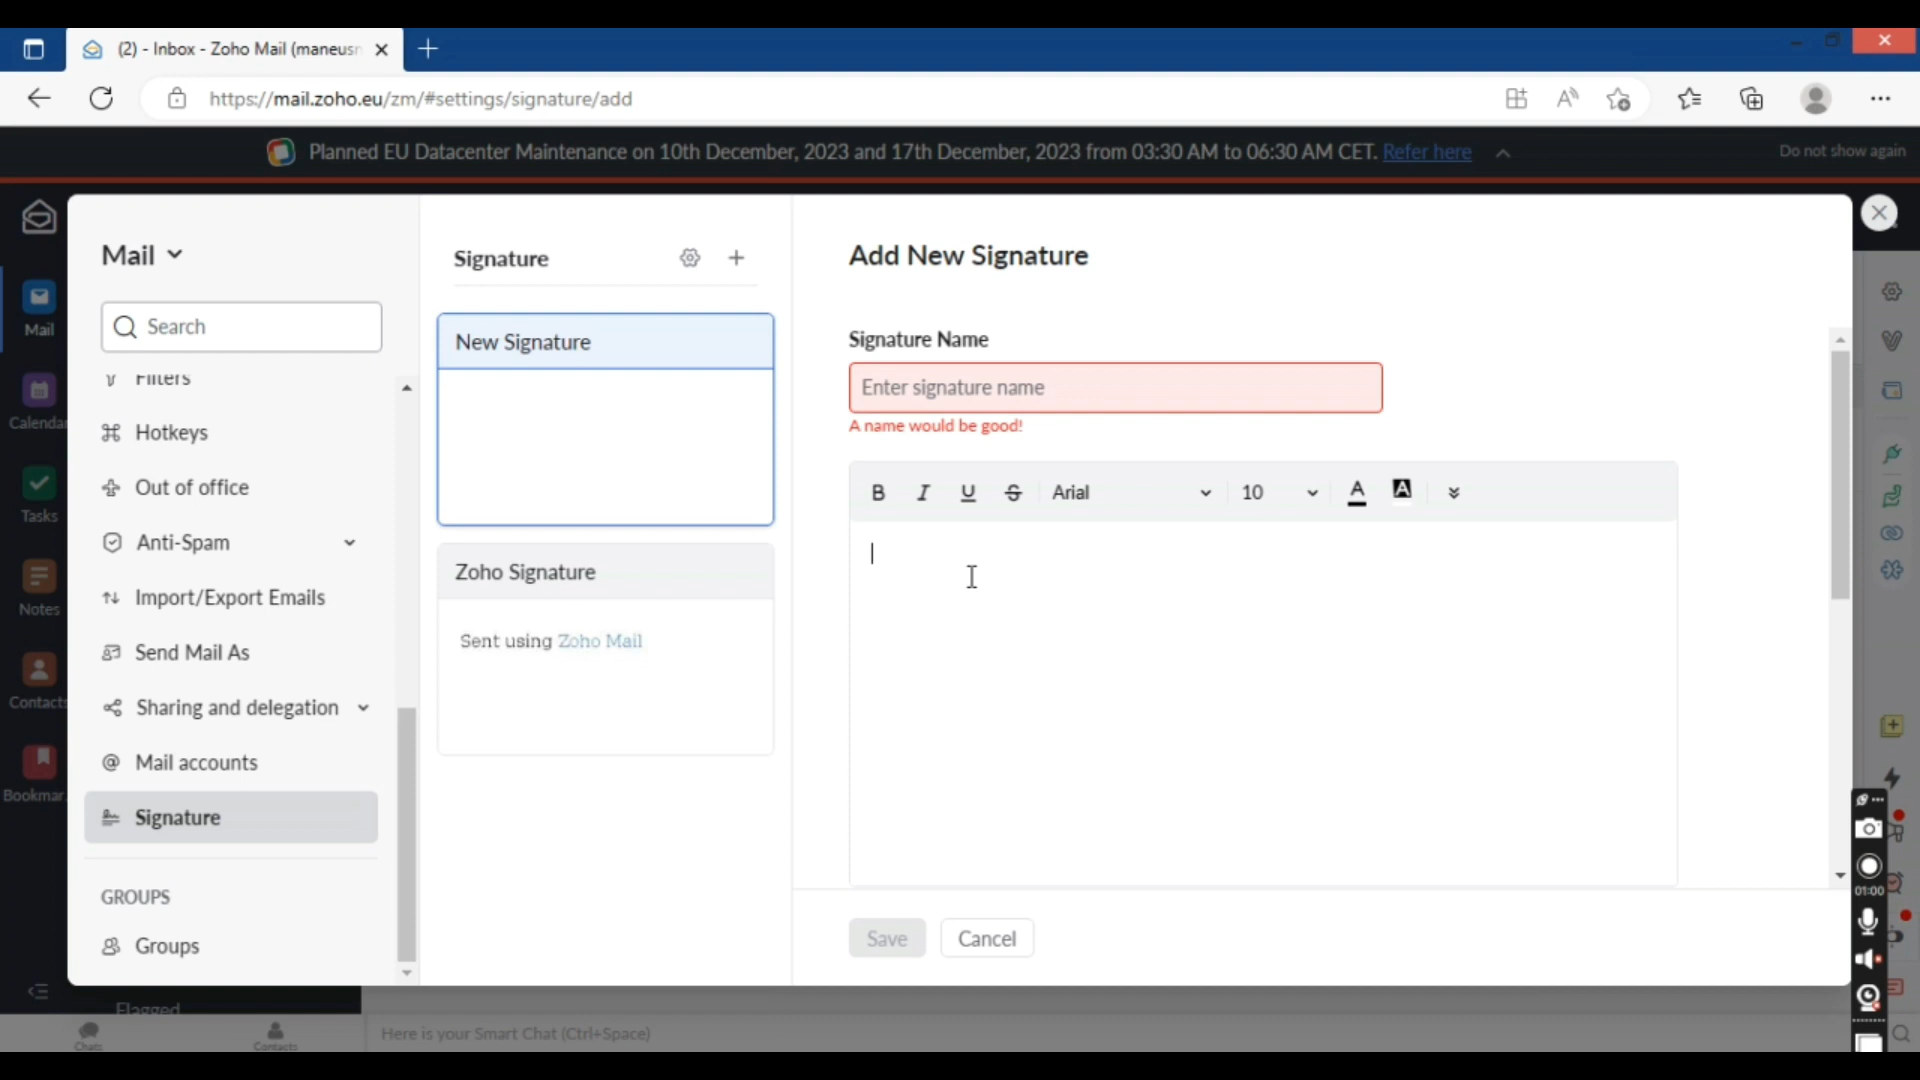 (2) - Inbox - Zoho Mail (maneusr
https://mail.zoho.eu/zm/#settings/signature/add
Planned EU Datacenter Maintenance on 10th December, 2023 and 17th December, 2023 from 03:30 AM to 06:30 AM CET. Refer here
Do not show again
Mail
Calendar
Tasks
Notes
Contacts
Bookmar.
Mail
Search
Filters
Hotkeys
Out of office
Anti-Spam
Import/Export Emails
Send Mail As
Sharing and delegation
Mail accounts
Signature
GROUPS
Groups
Signature
New Signature
Zoho Signature
Sent using Zoho Mail
Add New Signature
Signature Name
Enter signature name
A name would be good!
B I U S Arial 10 A A
Save Cancel
01:00
Flagged
Chats
Contacts
Here is your Smart Chat (Ctrl+Space)